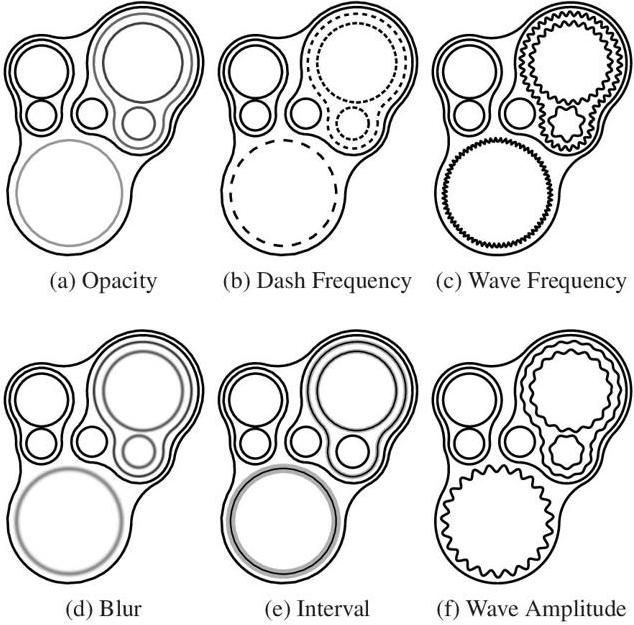 (a) Opacity
(b) Dash Frequency
(c) Wave Frequency
(d) Blur
(e) Interval
(f) Wave Amplitude